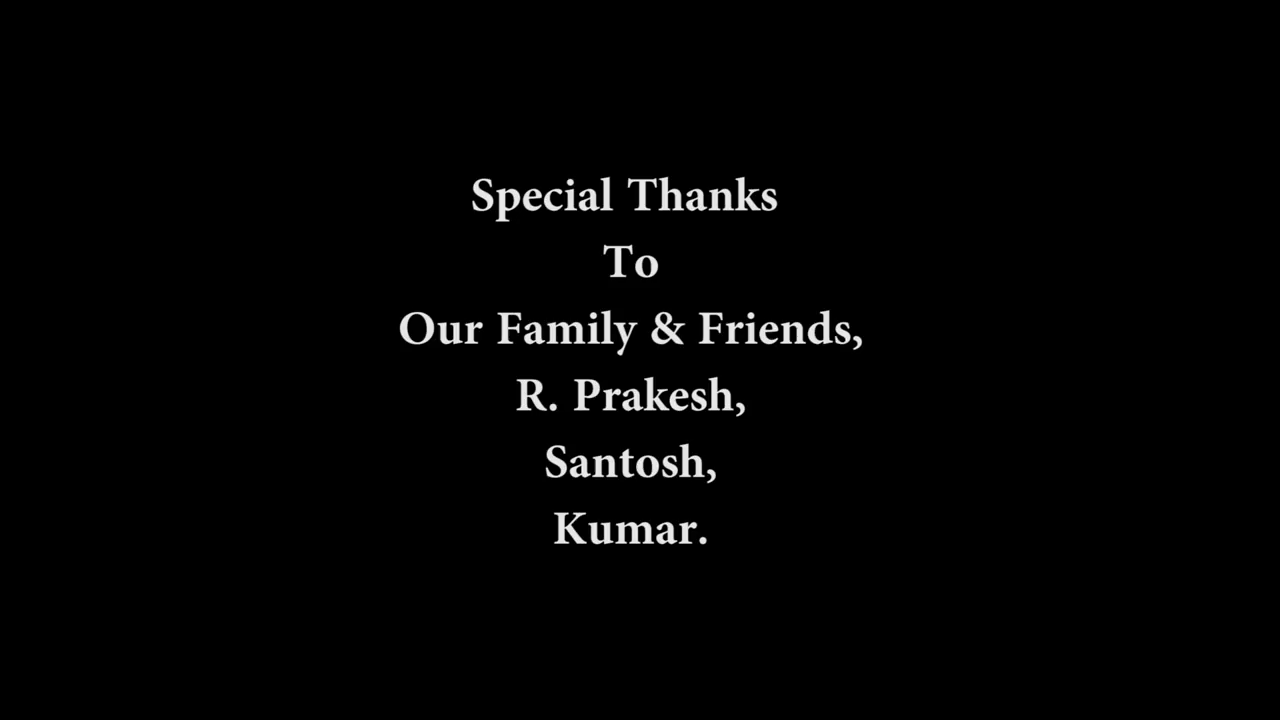 Special Thanks
To
Our Family & Friends,
R. Prakesh,
Santosh,
Kumar.